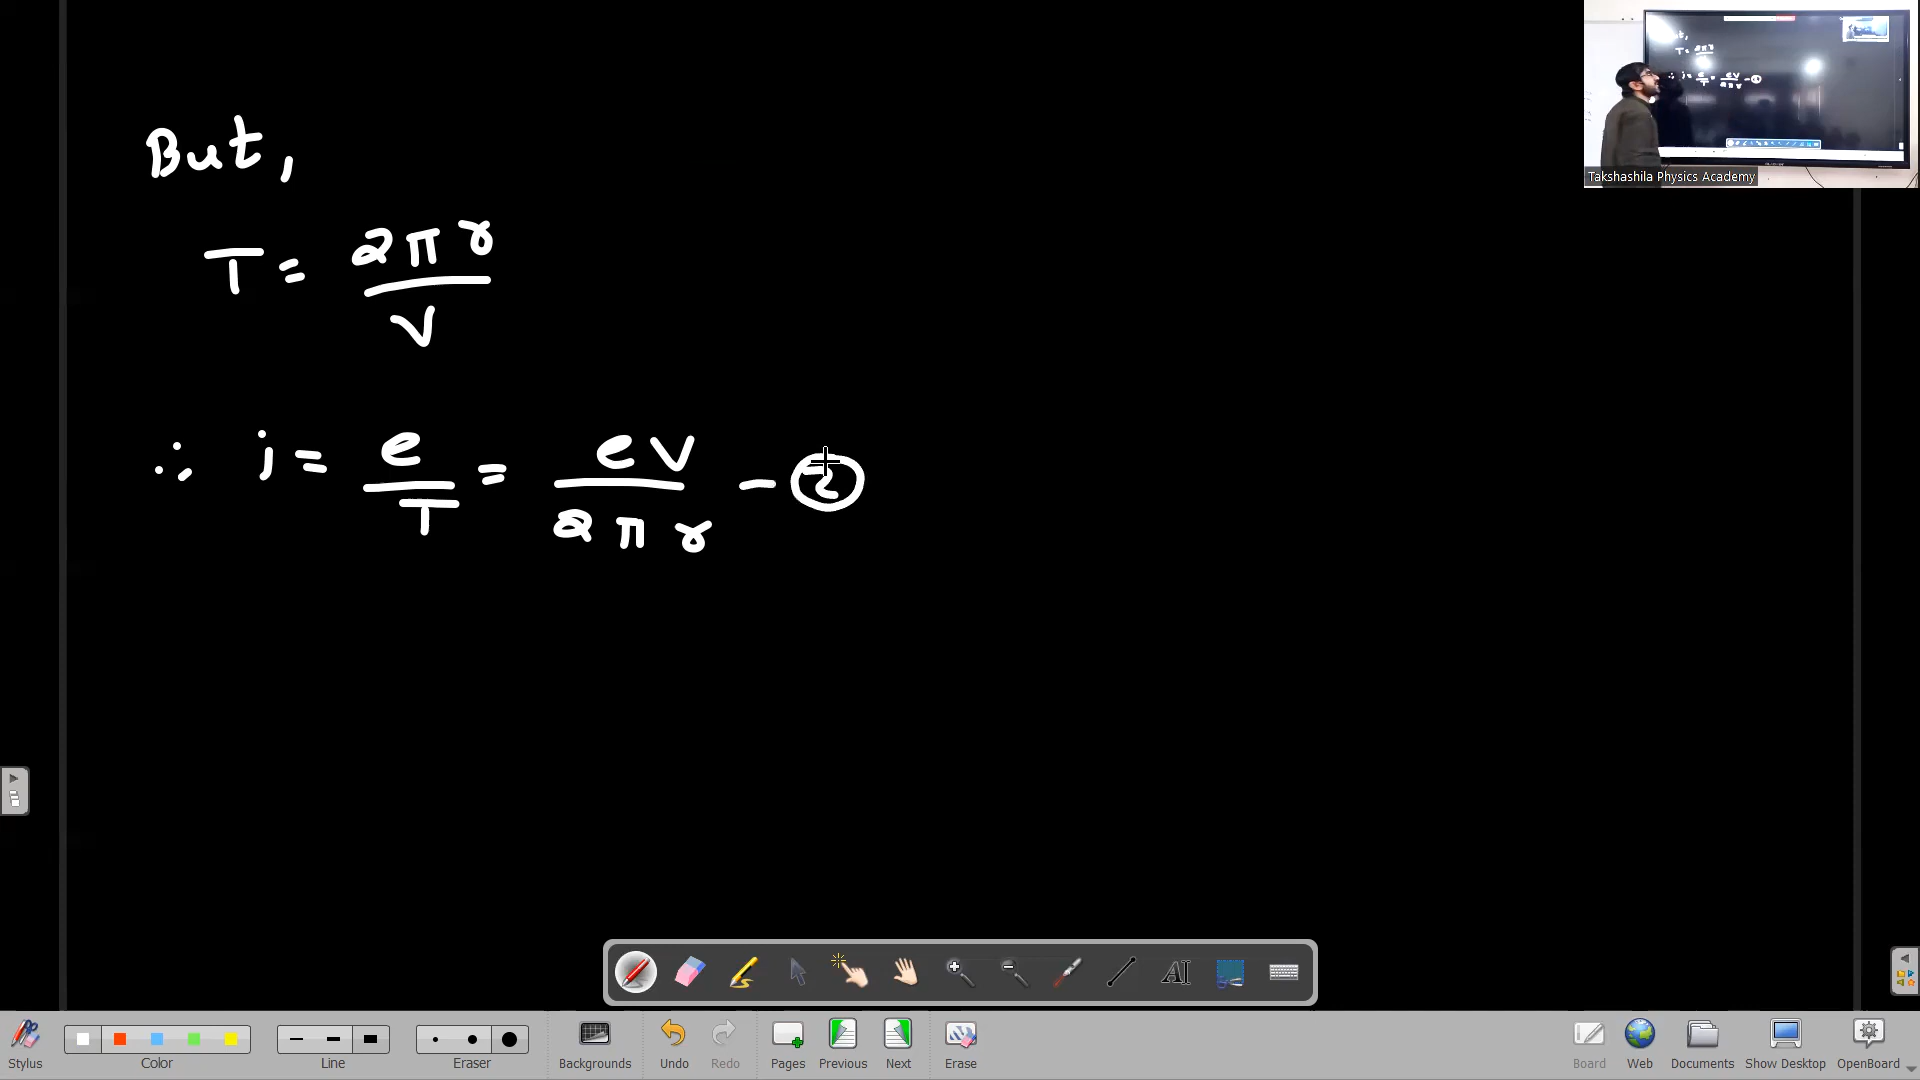 But,
T = 2πr / v
∴ i = e / T = ev / 2πr - ②
Takshashila Physics Academy
Stylus
Color
Line
Eraser
Backgrounds
Undo
Redo
Pages
Previous
Next
Erase
Board
Web
Documents
Show Desktop
OpenBoard